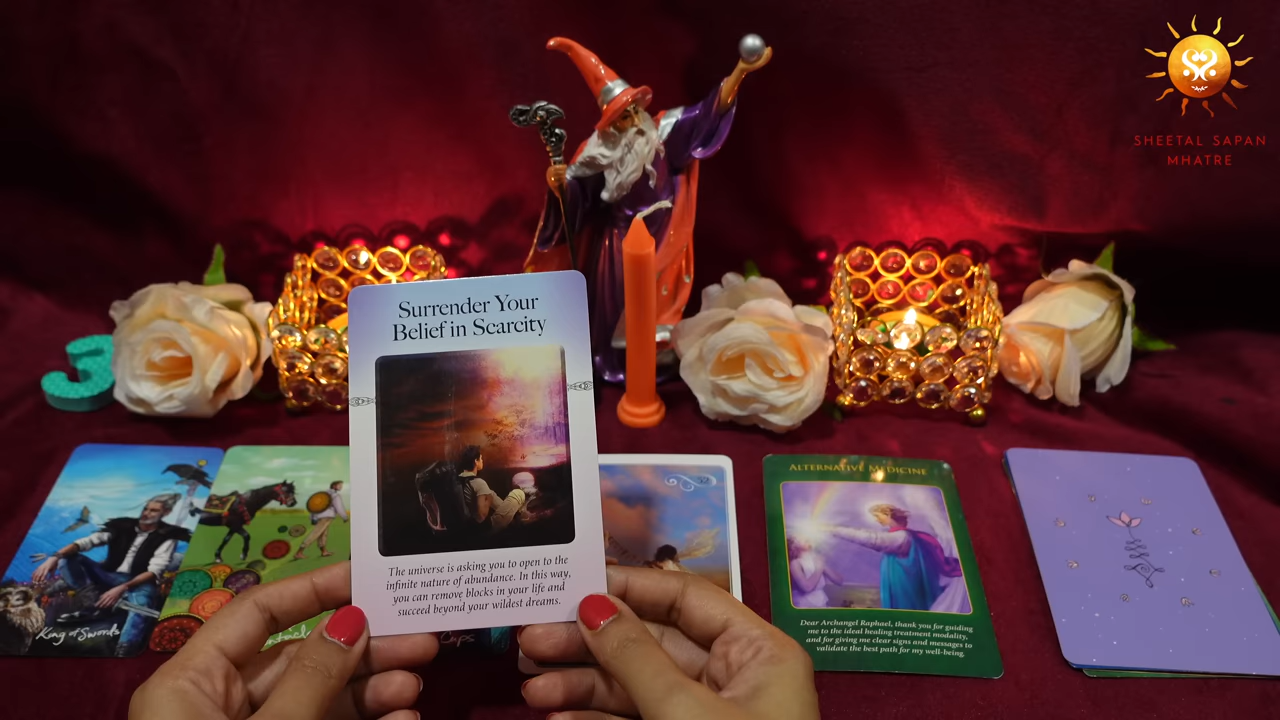 SHEETAL SAPAN
MHATRE
Surrender Your
Belief in Scarcity
The universe is asking you to open to the
infinite nature of abundance. In this way,
you can remove blocks in your life and
succeed beyond your wildest dreams.
King of Swords
Cups
52
ALTERNATIVE MEDICINE
Dear Archangel Raphael, thank you for guiding
me to the ideal healing treatment modality,
and for giving me clear signs and messages to
validate the best path for my well-being.